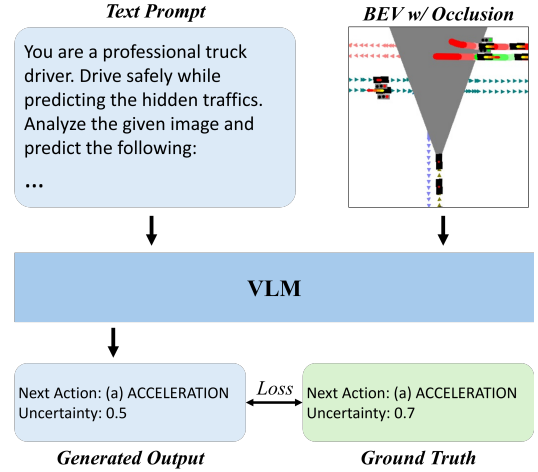 Text Prompt
BEV w/ Occlusion
You are a professional truck
driver. Drive safely while
predicting the hidden traffics.
Analyze the given image and
predict the following:
...
VLM
Next Action: (a) ACCELERATION
Uncertainty: 0.5
Loss
Next Action: (a) ACCELERATION
Uncertainty: 0.7
Generated Output
Ground Truth